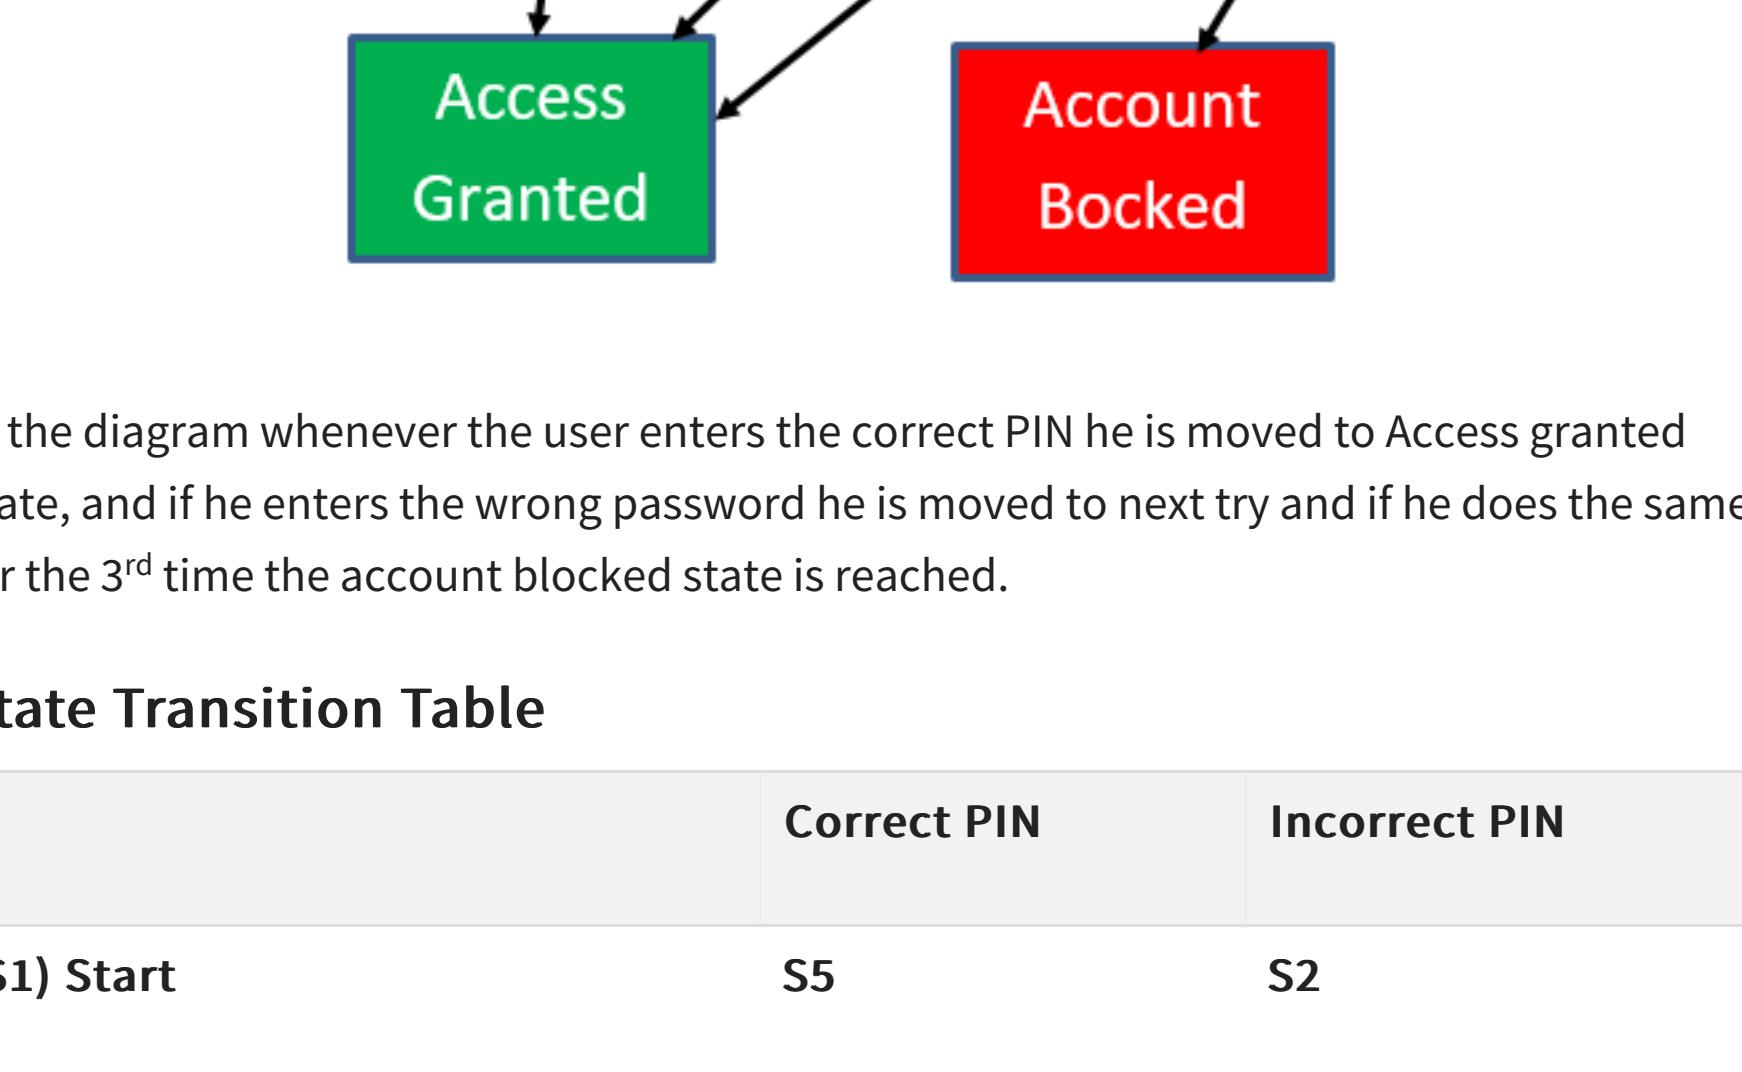 Access
Granted
Account
Bocked
the diagram whenever the user enters the correct PIN he is moved to Access granted
ate, and if he enters the wrong password he is moved to next try and if he does the same
r the 3rd time the account blocked state is reached.
tate Transition Table
Correct PIN Incorrect PIN
S1) Start S5 S2